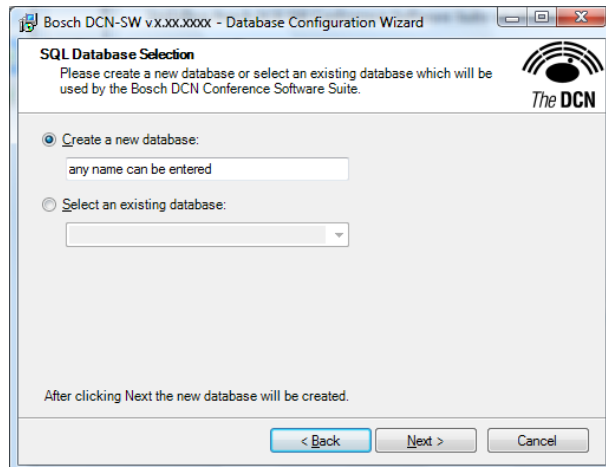 Bosch DCN-SW v.x.xx.xxxx - Database Configuration Wizard
SQL Database Selection
Please create a new database or select an existing database which will be
used by the Bosch DCN Conference Software Suite.
The DCN
Create a new database:
any name can be entered
Select an existing database:
After clicking Next the new database will be created.
< Back
Next >
Cancel